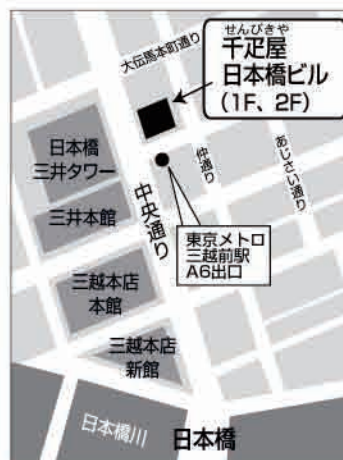 せんびきや
千疋屋
日本橋ビル
(1F、2F)
大伝馬本町通り
日本橋
三井タワー
三井本館
中央通り
仲通り
あじさい通り
東京メトロ
三越前駅
A6出口
三越本店
本館
三越本店
新館
日本橋川
日本橋